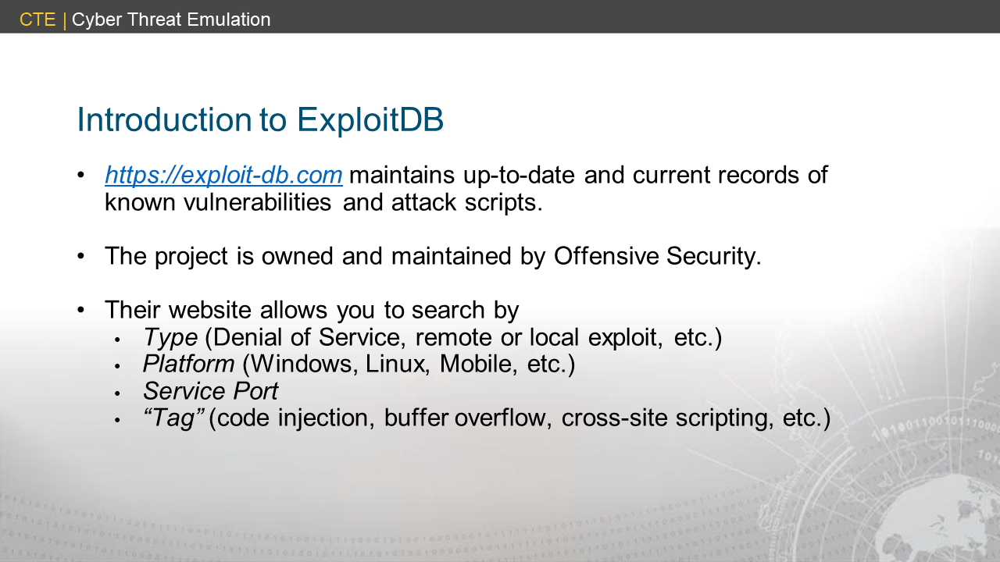 CTE | Cyber Threat Emulation
Introduction to ExploitDB
• https://exploit-db.com maintains up-to-date and current records of
known vulnerabilities and attack scripts.
• The project is owned and maintained by Offensive Security.
• Their website allows you to search by
• Type (Denial of Service, remote or local exploit, etc.)
• Platform (Windows, Linux, Mobile, etc.)
• Service Port
• “Tag” (code injection, buffer overflow, cross-site scripting, etc.)